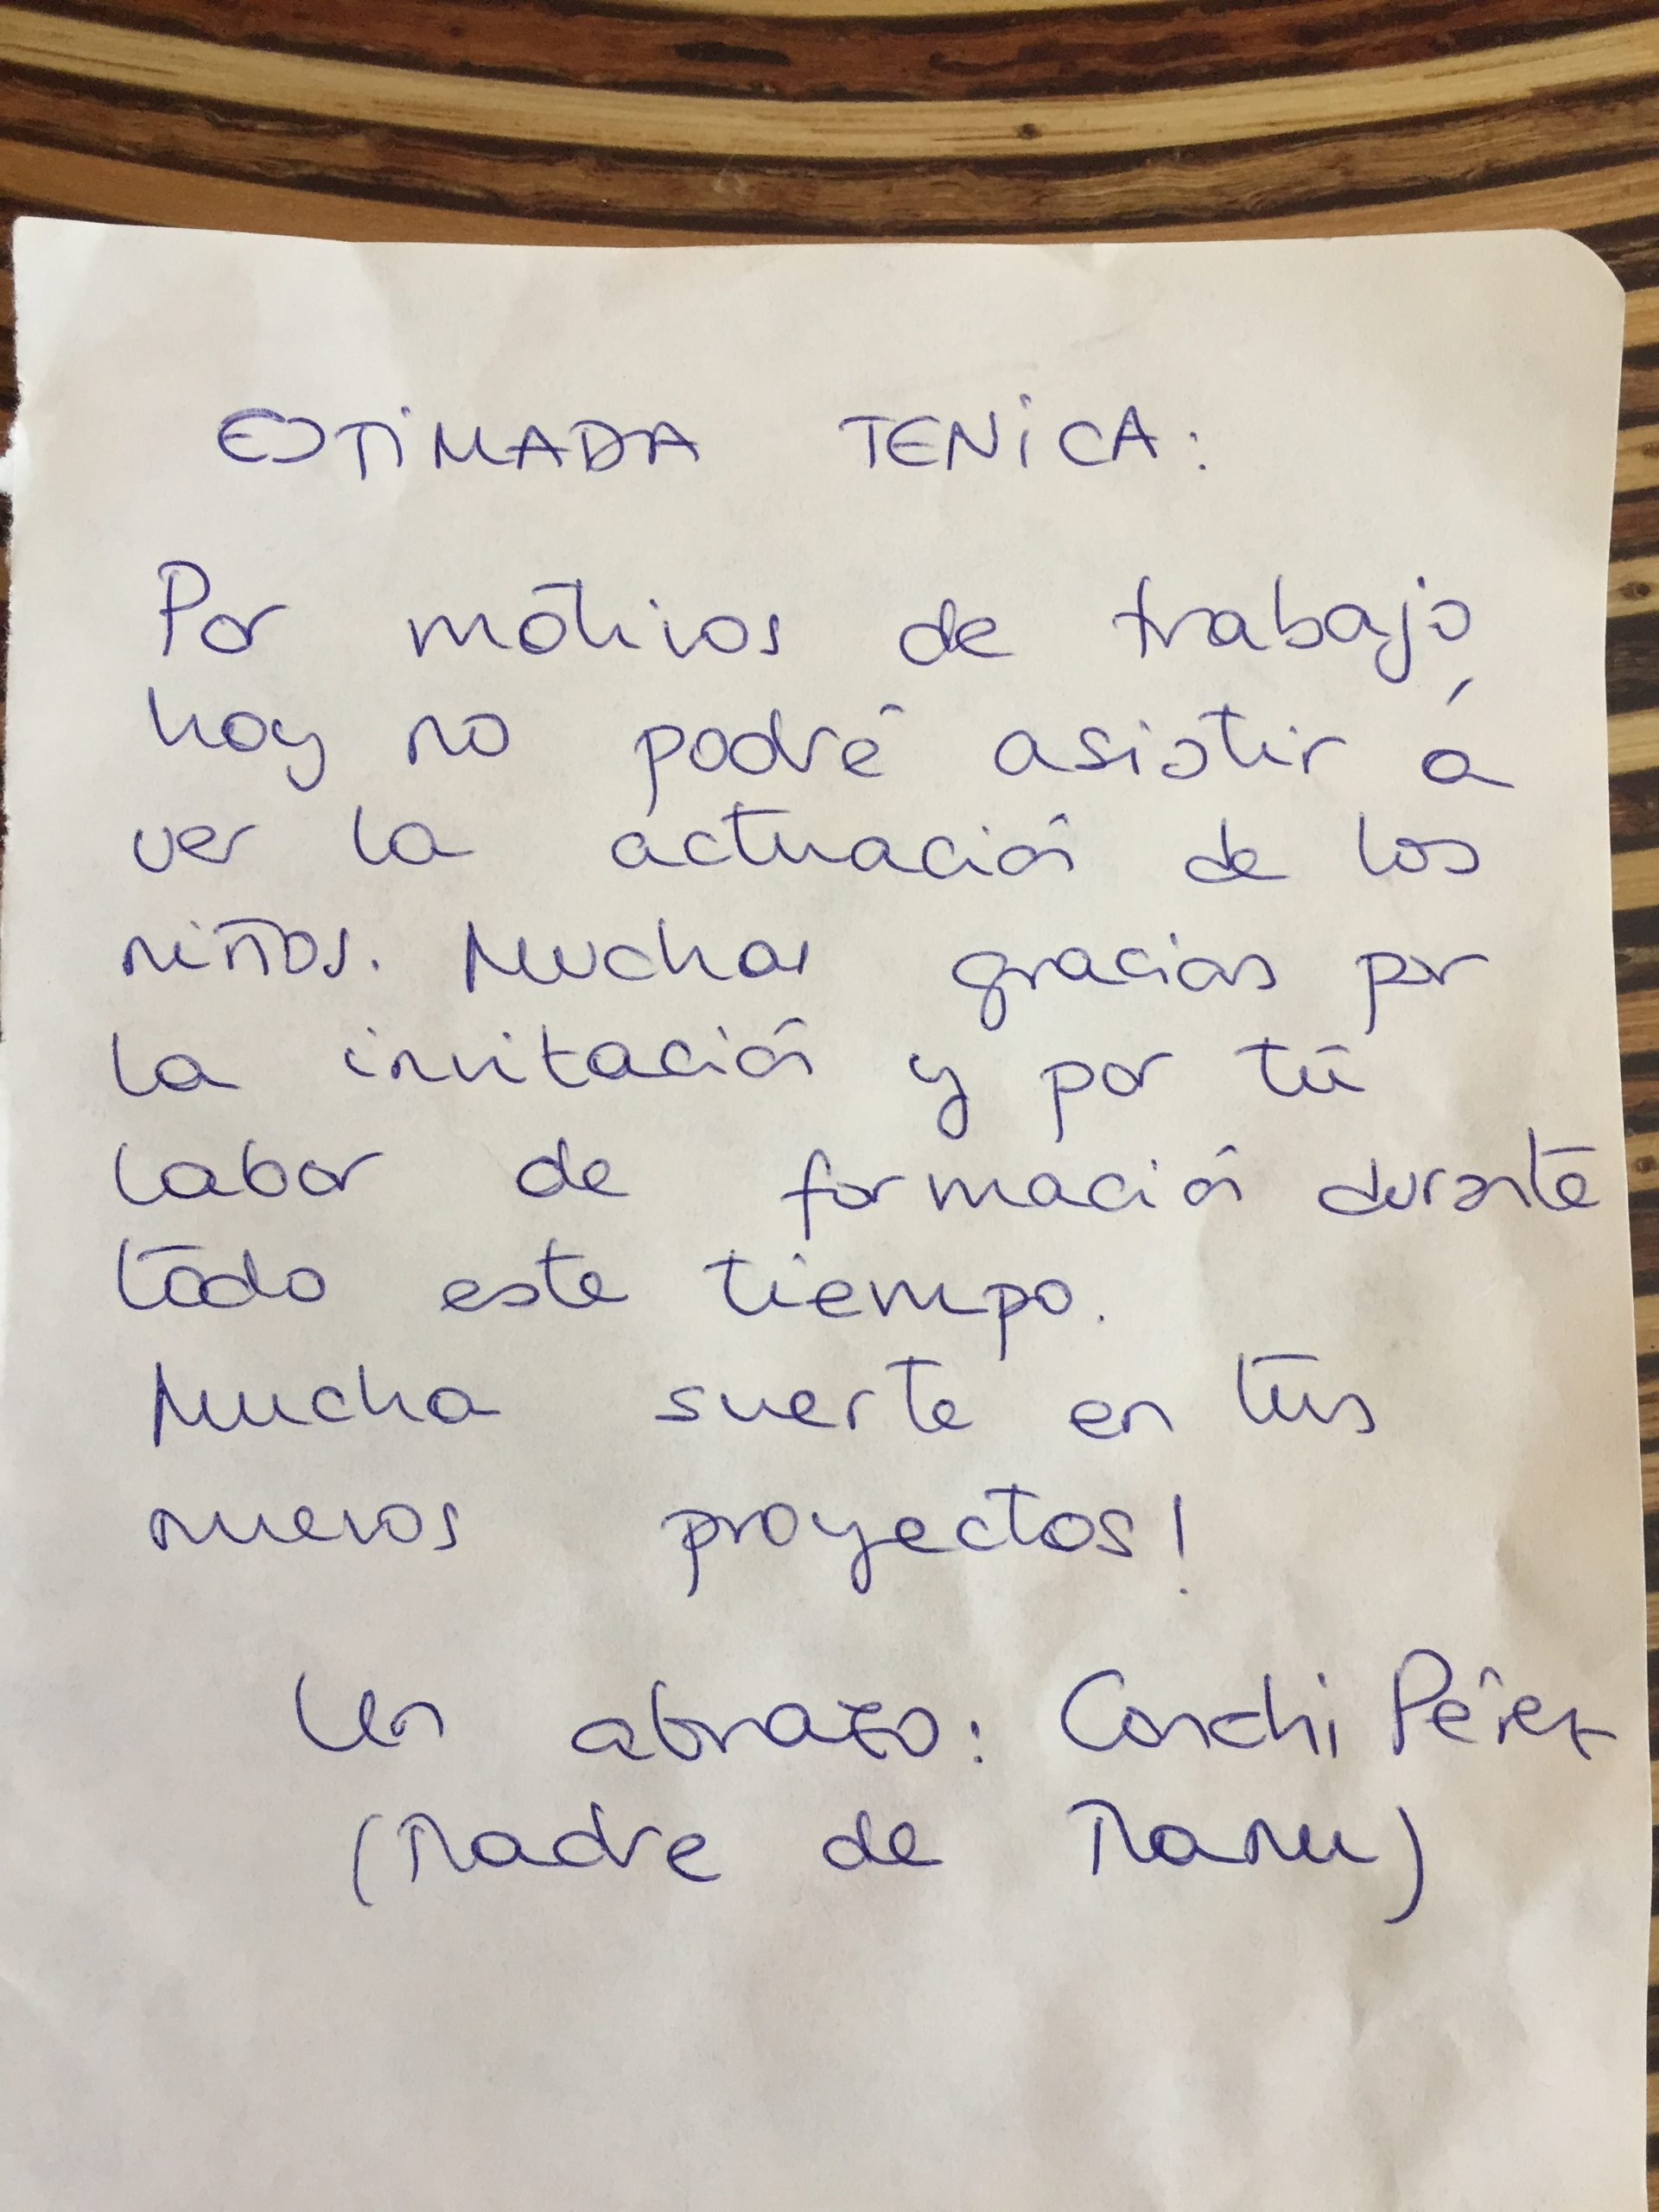 ESTIMADA TENICA:
Por motivos de trabajo
hoy no podré asistir á
ver la actuación de los
niños. Muchas gracias por
la invitación y por tú
labor de formación durante
todo este tiempo.
Mucha suerte en tus
nuevos proyectos!
Un abrazo: Conchi Pérez
(Madre de Manu)